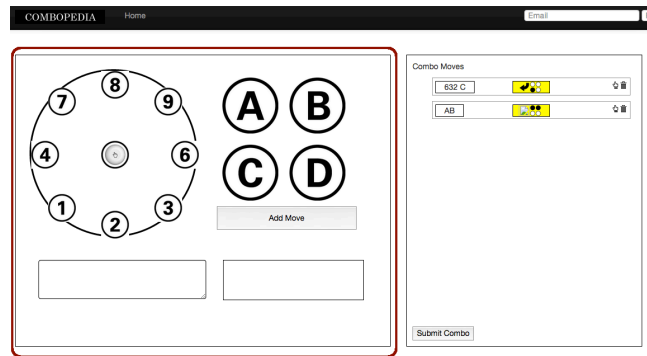 COMBOPEDIA Home Email
Combo Moves
632 C
AB
8
7 9
4 6
1 3
2
A B
C D
Add Move
Submit Combo